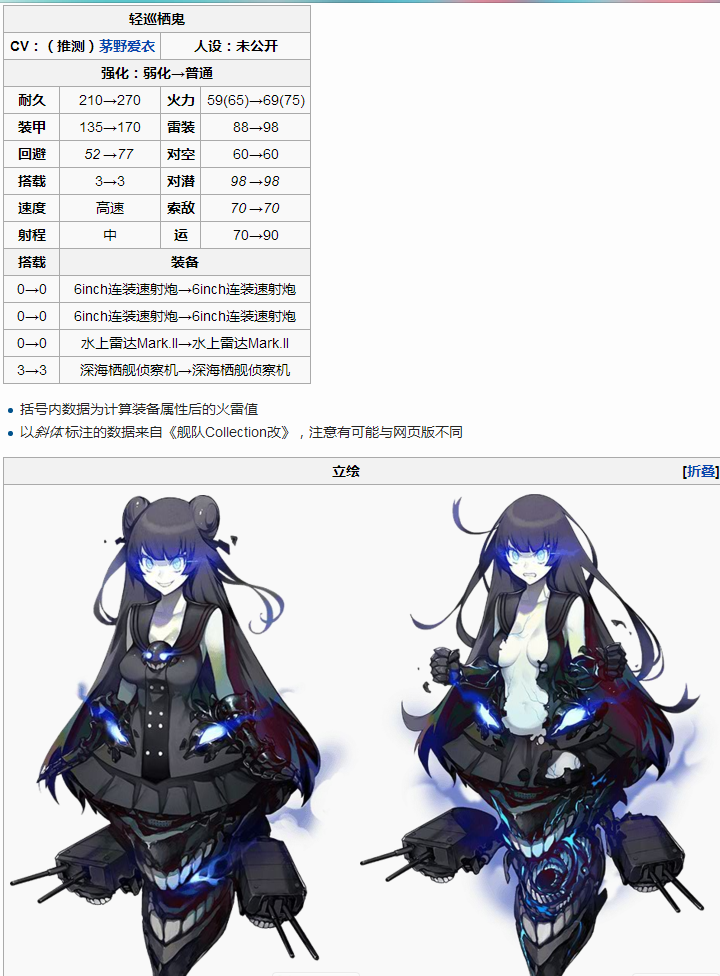 轻巡栖鬼
CV：（推测）茅野爱衣 人设：未公开
强化：弱化→普通
耐久 210→270 火力 59(65)→69(75)
装甲 135→170 雷装 88→98
回避 52→77 对空 60→60
搭载 3→3 对潜 98→98
速度 高速 索敌 70→70
射程 中 运 70→90
搭载 装备
0→0 6inch连装速射炮→6inch连装速射炮
0→0 6inch连装速射炮→6inch连装速射炮
0→0 水上雷达Mark.II→水上雷达Mark.II
3→3 深海栖舰侦察机→深海栖舰侦察机
括号内数据为计算装备属性后的火雷值
以斜体标注的数据来自《舰队Collection改》，注意有可能与网页版不同
立绘 [折叠]